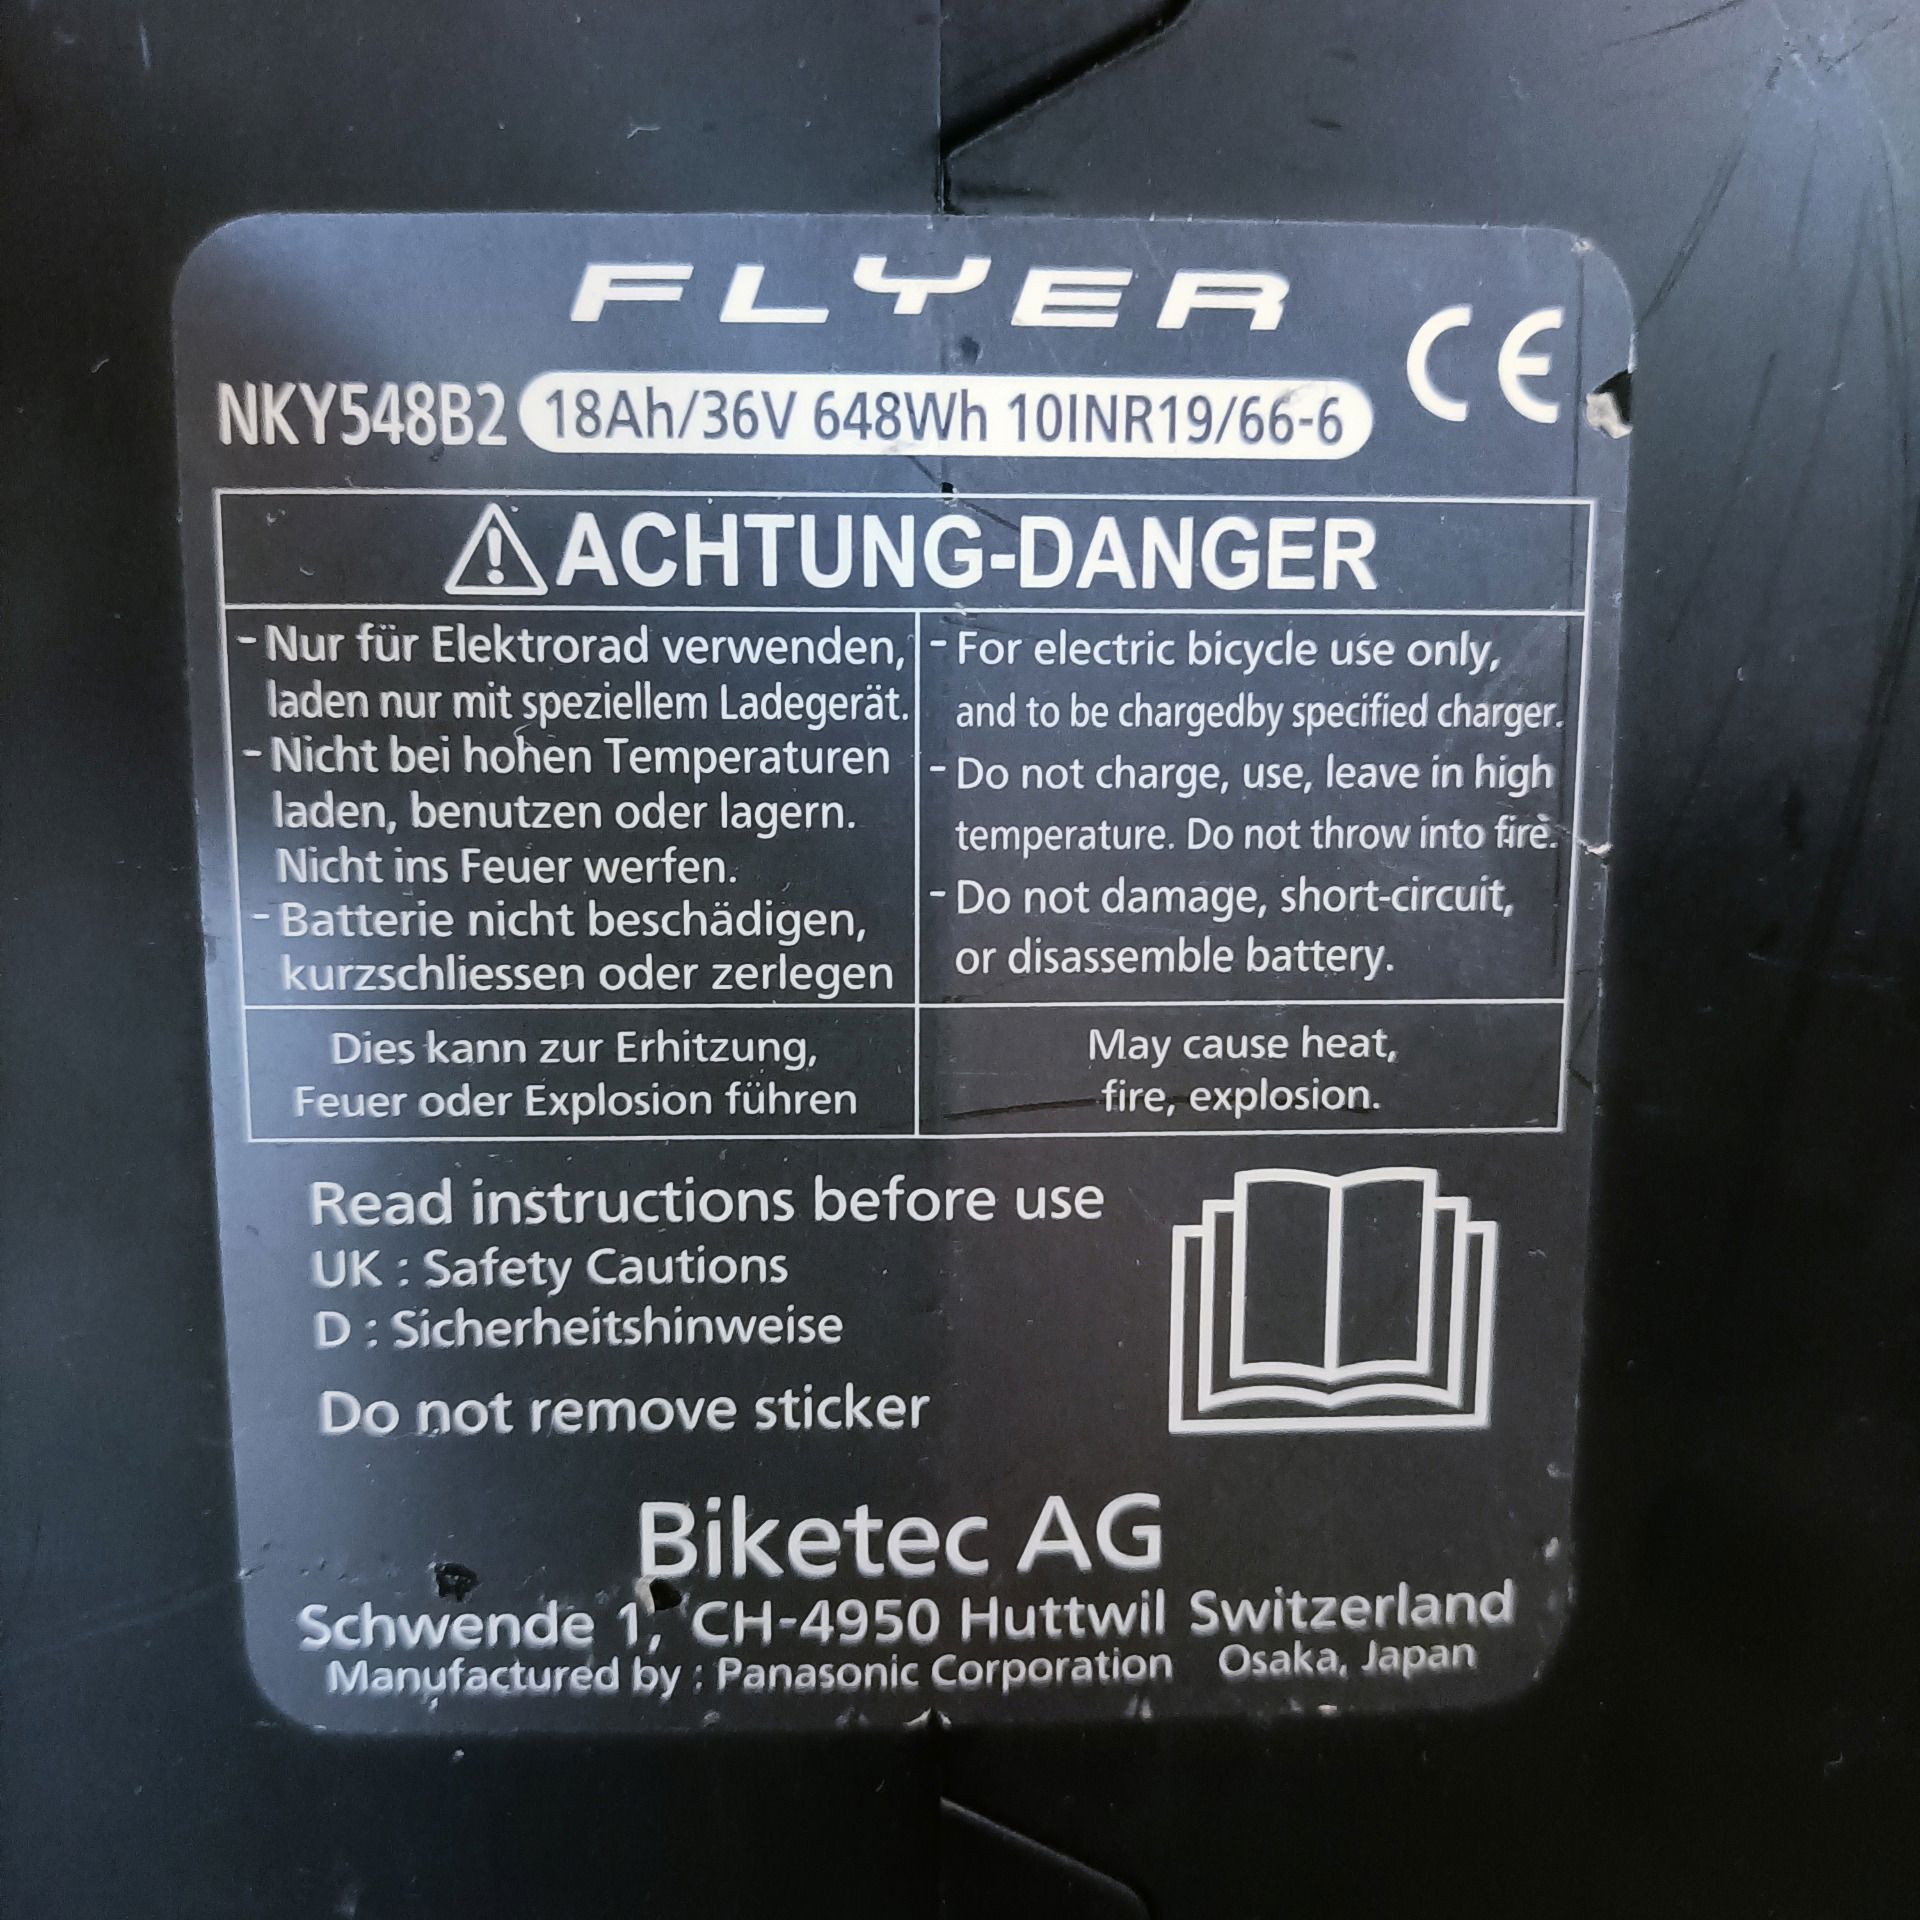 FLYER
CE
NKY548B2 18Ah/36V 648Wh 10INR19/66-6
ACHTUNG-DANGER
- Nur für Elektrorad verwenden,
laden nur mit speziellem Ladegerät.
- Nicht bei hohen Temperaturen
laden, benutzen oder lagern.
Nicht ins Feuer werfen.
- Batterie nicht beschädigen,
kurzschliessen oder zerlegen
- For electric bicycle use only,
and to be chargedby specified charger.
- Do not charge, use, leave in high
temperature. Do not throw into fire.
- Do not damage, short-circuit,
or disassemble battery.
Dies kann zur Erhitzung,
Feuer oder Explosion führen
May cause heat,
fire, explosion.
Read instructions before use
UK : Safety Cautions
D : Sicherheitshinweise
Do not remove sticker
Biketec AG
Schwende 1, CH-4950 Huttwil Switzerland
Manufactured by : Panasonic Corporation Osaka, Japan